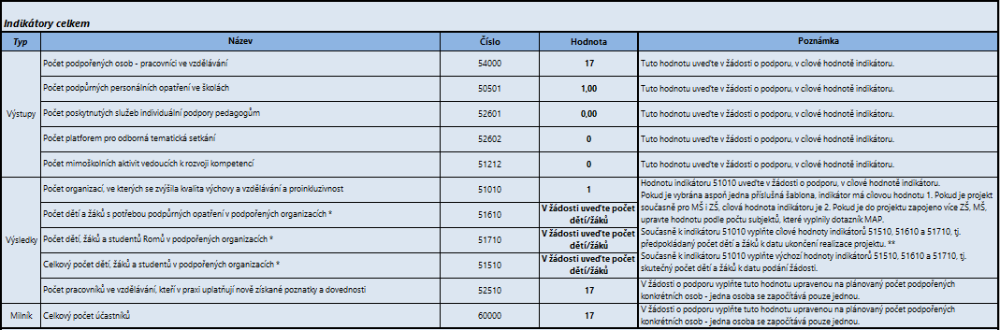 Indikátory celkem
Typ Název Číslo Hodnota Poznámka
Výstupy
Počet podpořených osob - pracovníci ve vzdělávání 54000 17 Tuto hodnotu uveďte v žádosti o podporu, v cílové hodnotě indikátoru.
Počet podpůrných personálních opatření ve školách 50501 1,00 Tuto hodnotu uveďte v žádosti o podporu, v cílové hodnotě indikátoru.
Počet poskytnutých služeb individuální podpory pedagogům 52601 0,00 Tuto hodnotu uveďte v žádosti o podporu, v cílové hodnotě indikátoru.
Počet platforem pro odborná tematická setkání 52602 0 Tuto hodnotu uveďte v žádosti o podporu, v cílové hodnotě indikátoru.
Počet mimoškolních aktivit vedoucích k rozvoji kompetencí 51212 0 Tuto hodnotu uveďte v žádosti o podporu, v cílové hodnotě indikátoru.
Výsledky
Počet organizací, ve kterých se zvýšila kvalita výchovy a vzdělávání a proinkluzivnost 51010 1
Počet dětí a žáků s potřebou podpůrných opatření v podpořených organizacích * 51610 V žádosti uveďte počet
dětí/žáků
Počet dětí, žáků a studentů Romů v podpořených organizacích * 51710 V žádosti uveďte počet
dětí/žáků
Celkový počet dětí, žáků a studentů v podpořených organizacích * 51510 V žádosti uveďte počet
dětí/žáků
Hodnotu indikátoru 51010 uveďte v žádosti o podporu, v cílové hodnotě indikátoru.
Pokud je vybrána aspoň jedna příslušná šablona, indikátor má cílovou hodnotu 1. Pokud je projekt
současně pro MŠ i ZŠ, cílová hodnota indikátoru je 2. Pokud je do projektu zapojeno více ZŠ, MŠ,
upravte hodnotu podle počtu subjektů, které vyplnily dotazník MAP.
Současně k indikátoru 51010 vyplňte cílové hodnoty indikátorů 51510, 51610 a 51710, tj.
předpokládaný počet dětí a žáků k datu ukončení realizace projektu. **
Současně k indikátoru 51010 vyplňte výchozí hodnoty indikátorů 51510, 51610 a 51710, tj.
skutečný počet dětí a žáků k datu podání žádosti.
Počet pracovníků ve vzdělávání, kteří v praxi uplatňují nově získané poznatky a dovednosti 52510 17 V žádosti o podporu vyplňte tuto hodnotu upravenou na plánovaný počet podpořených
konkrétních osob - jedna osoba se započítává pouze jednou.
Milník Celkový počet účastníků 60000 17 V žádosti o podporu vyplňte tuto hodnotu upravenou na plánovaný počet podpořených
konkrétních osob - jedna osoba se započítává pouze jednou.